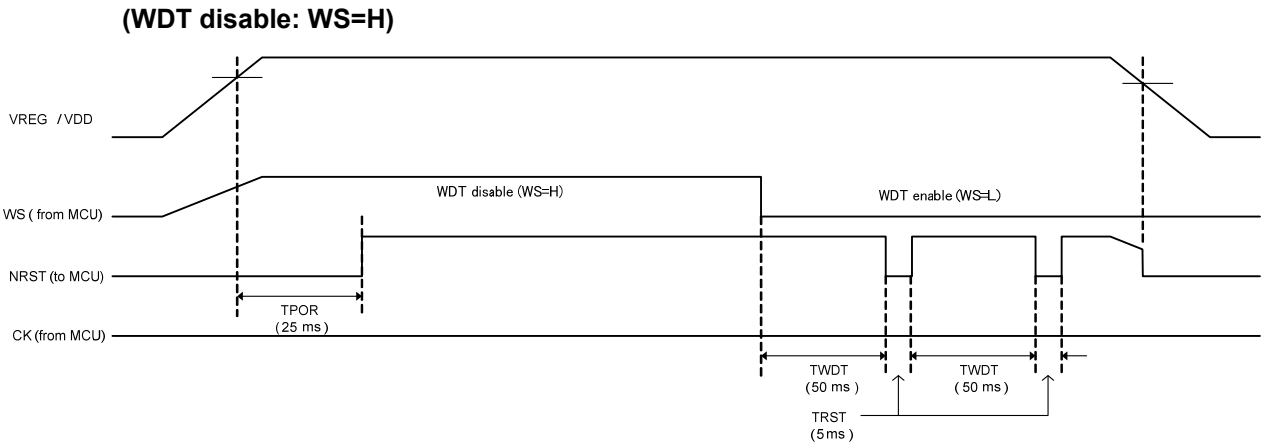 (WDT disable: WS=H)
VREG / VDD
WDT disable (WS=H)
WDT enable (WS=L)
WS ( from MCU)
NRST (to MCU)
TPOR
(25 ms )
CK (from MCU)
TWDT
(50 ms )
TWDT
(50 ms )
TRST
(5ms )